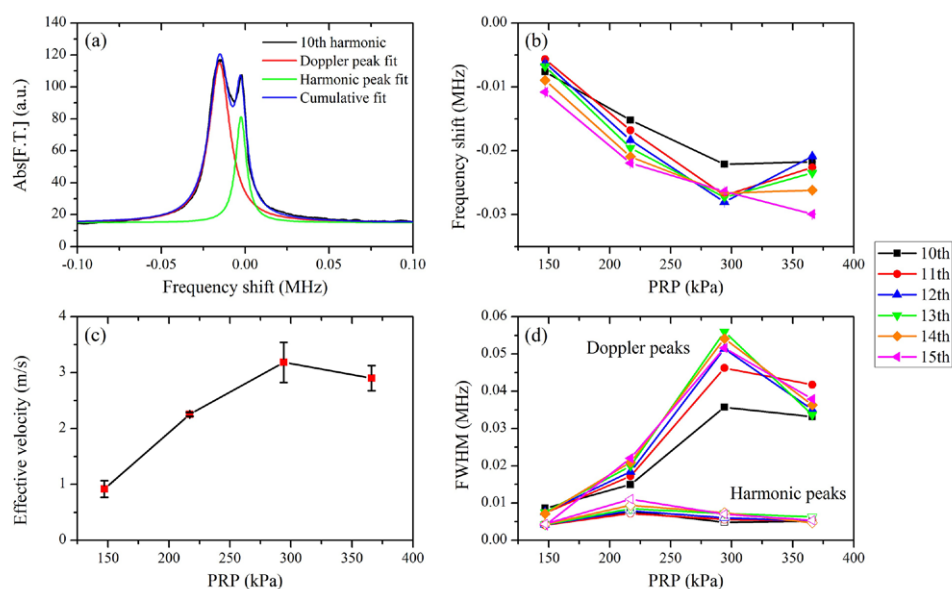 (a)
10th harmonic
Doppler peak fit
Harmonic peak fit
Cumulative fit
Abs[F.T.] (a.u.)
140
120
100
80
60
40
20
0
-0.10
-0.05
0.00
0.05
0.10
Frequency shift (MHz)
(b)
Frequency shift (MHz)
0.00
-0.01
-0.02
-0.03
150
200
250
300
350
400
PRP (kPa)
10th
11th
12th
13th
14th
15th
(c)
Effective velocity (m/s)
4
3
2
1
0
100
150
200
250
300
350
400
PRP (kPa)
(d)
Doppler peaks
Harmonic peaks
FWHM (MHz)
0.06
0.05
0.04
0.03
0.02
0.01
0.00
150
200
250
300
350
400
PRP (kPa)